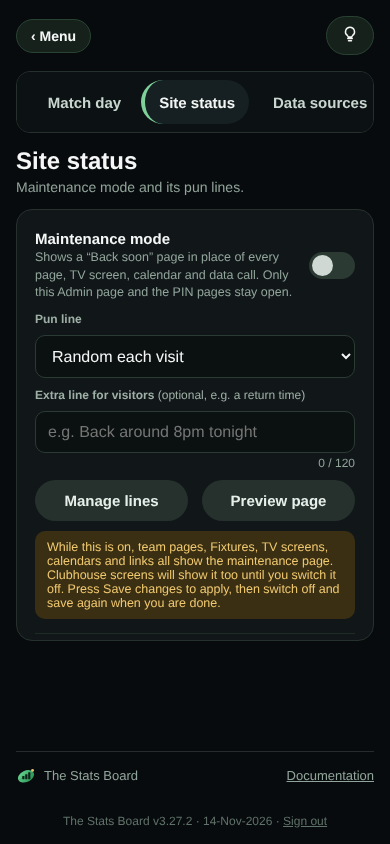 ‹ Menu
Match day
Site status
Data sources
Site status
Maintenance mode and its pun lines.
Maintenance mode
Shows a “Back soon” page in place of every
page, TV screen, calendar and data call. Only
this Admin page and the PIN pages stay open.
Pun line
Random each visit
Extra line for visitors (optional, e.g. a return time)
e.g. Back around 8pm tonight
0 / 120
Manage lines
Preview page
While this is on, team pages, Fixtures, TV screens,
calendars and links all show the maintenance page.
Clubhouse screens will show it too until you switch it
off. Press Save changes to apply, then switch off and
save again when you are done.
The Stats Board
Documentation
The Stats Board v3.27.2 · 14-Nov-2026 · Sign out